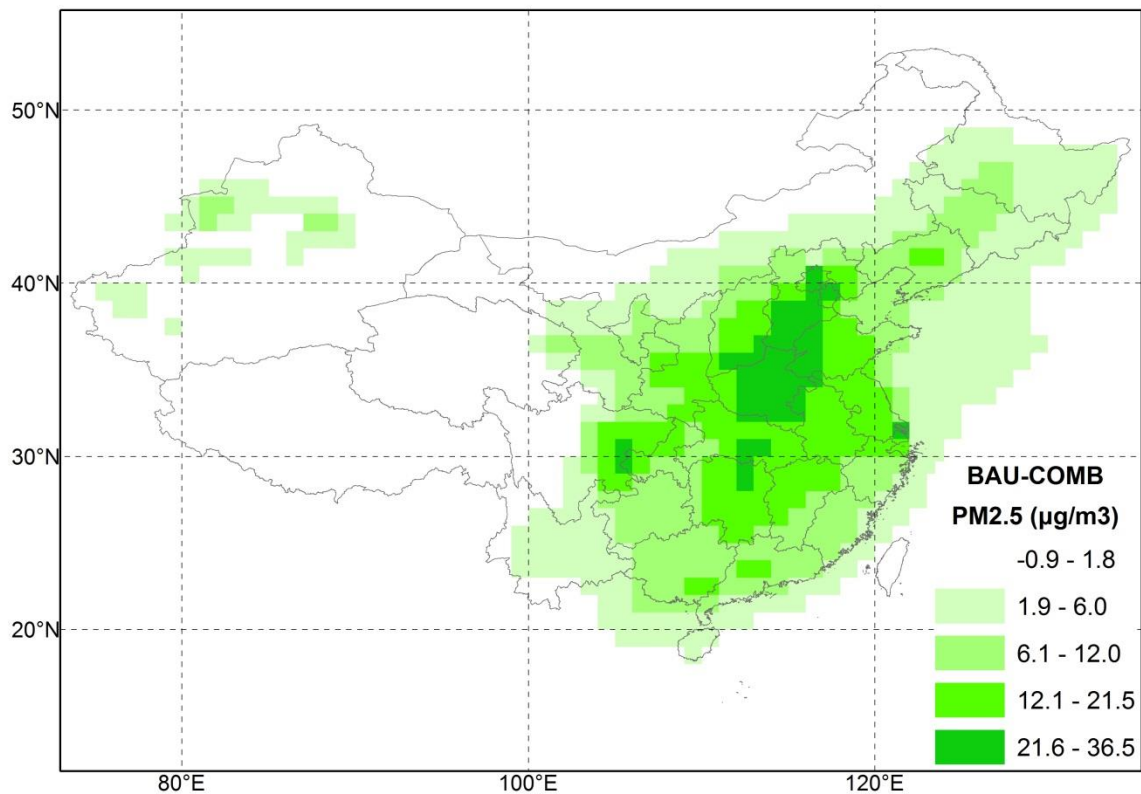 50°N
40°N
30°N
20°N
80°E
100°E
120°E
BAU-COMB
PM2.5 (µg/m3)
-0.9 - 1.8
1.9 - 6.0
6.1 - 12.0
12.1 - 21.5
21.6 - 36.5